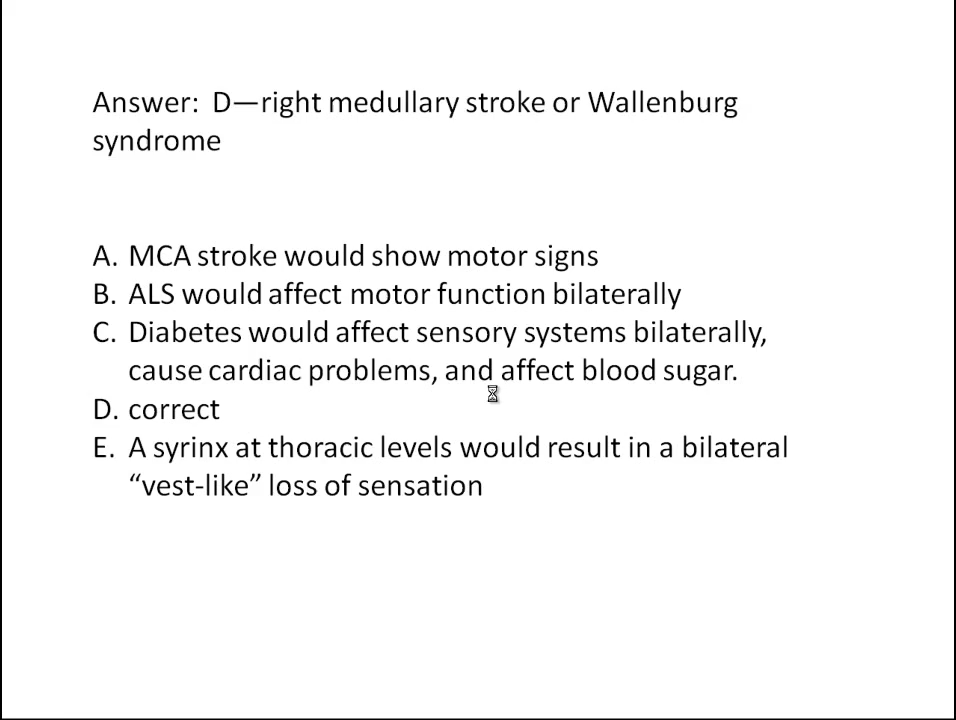 Answer:  D—right medullary stroke or Wallenburg
syndrome
A. MCA stroke would show motor signs
B. ALS would affect motor function bilaterally
C. Diabetes would affect sensory systems bilaterally,
cause cardiac problems, and affect blood sugar.
D. correct
E. A syrinx at thoracic levels would result in a bilateral
“vest-like” loss of sensation